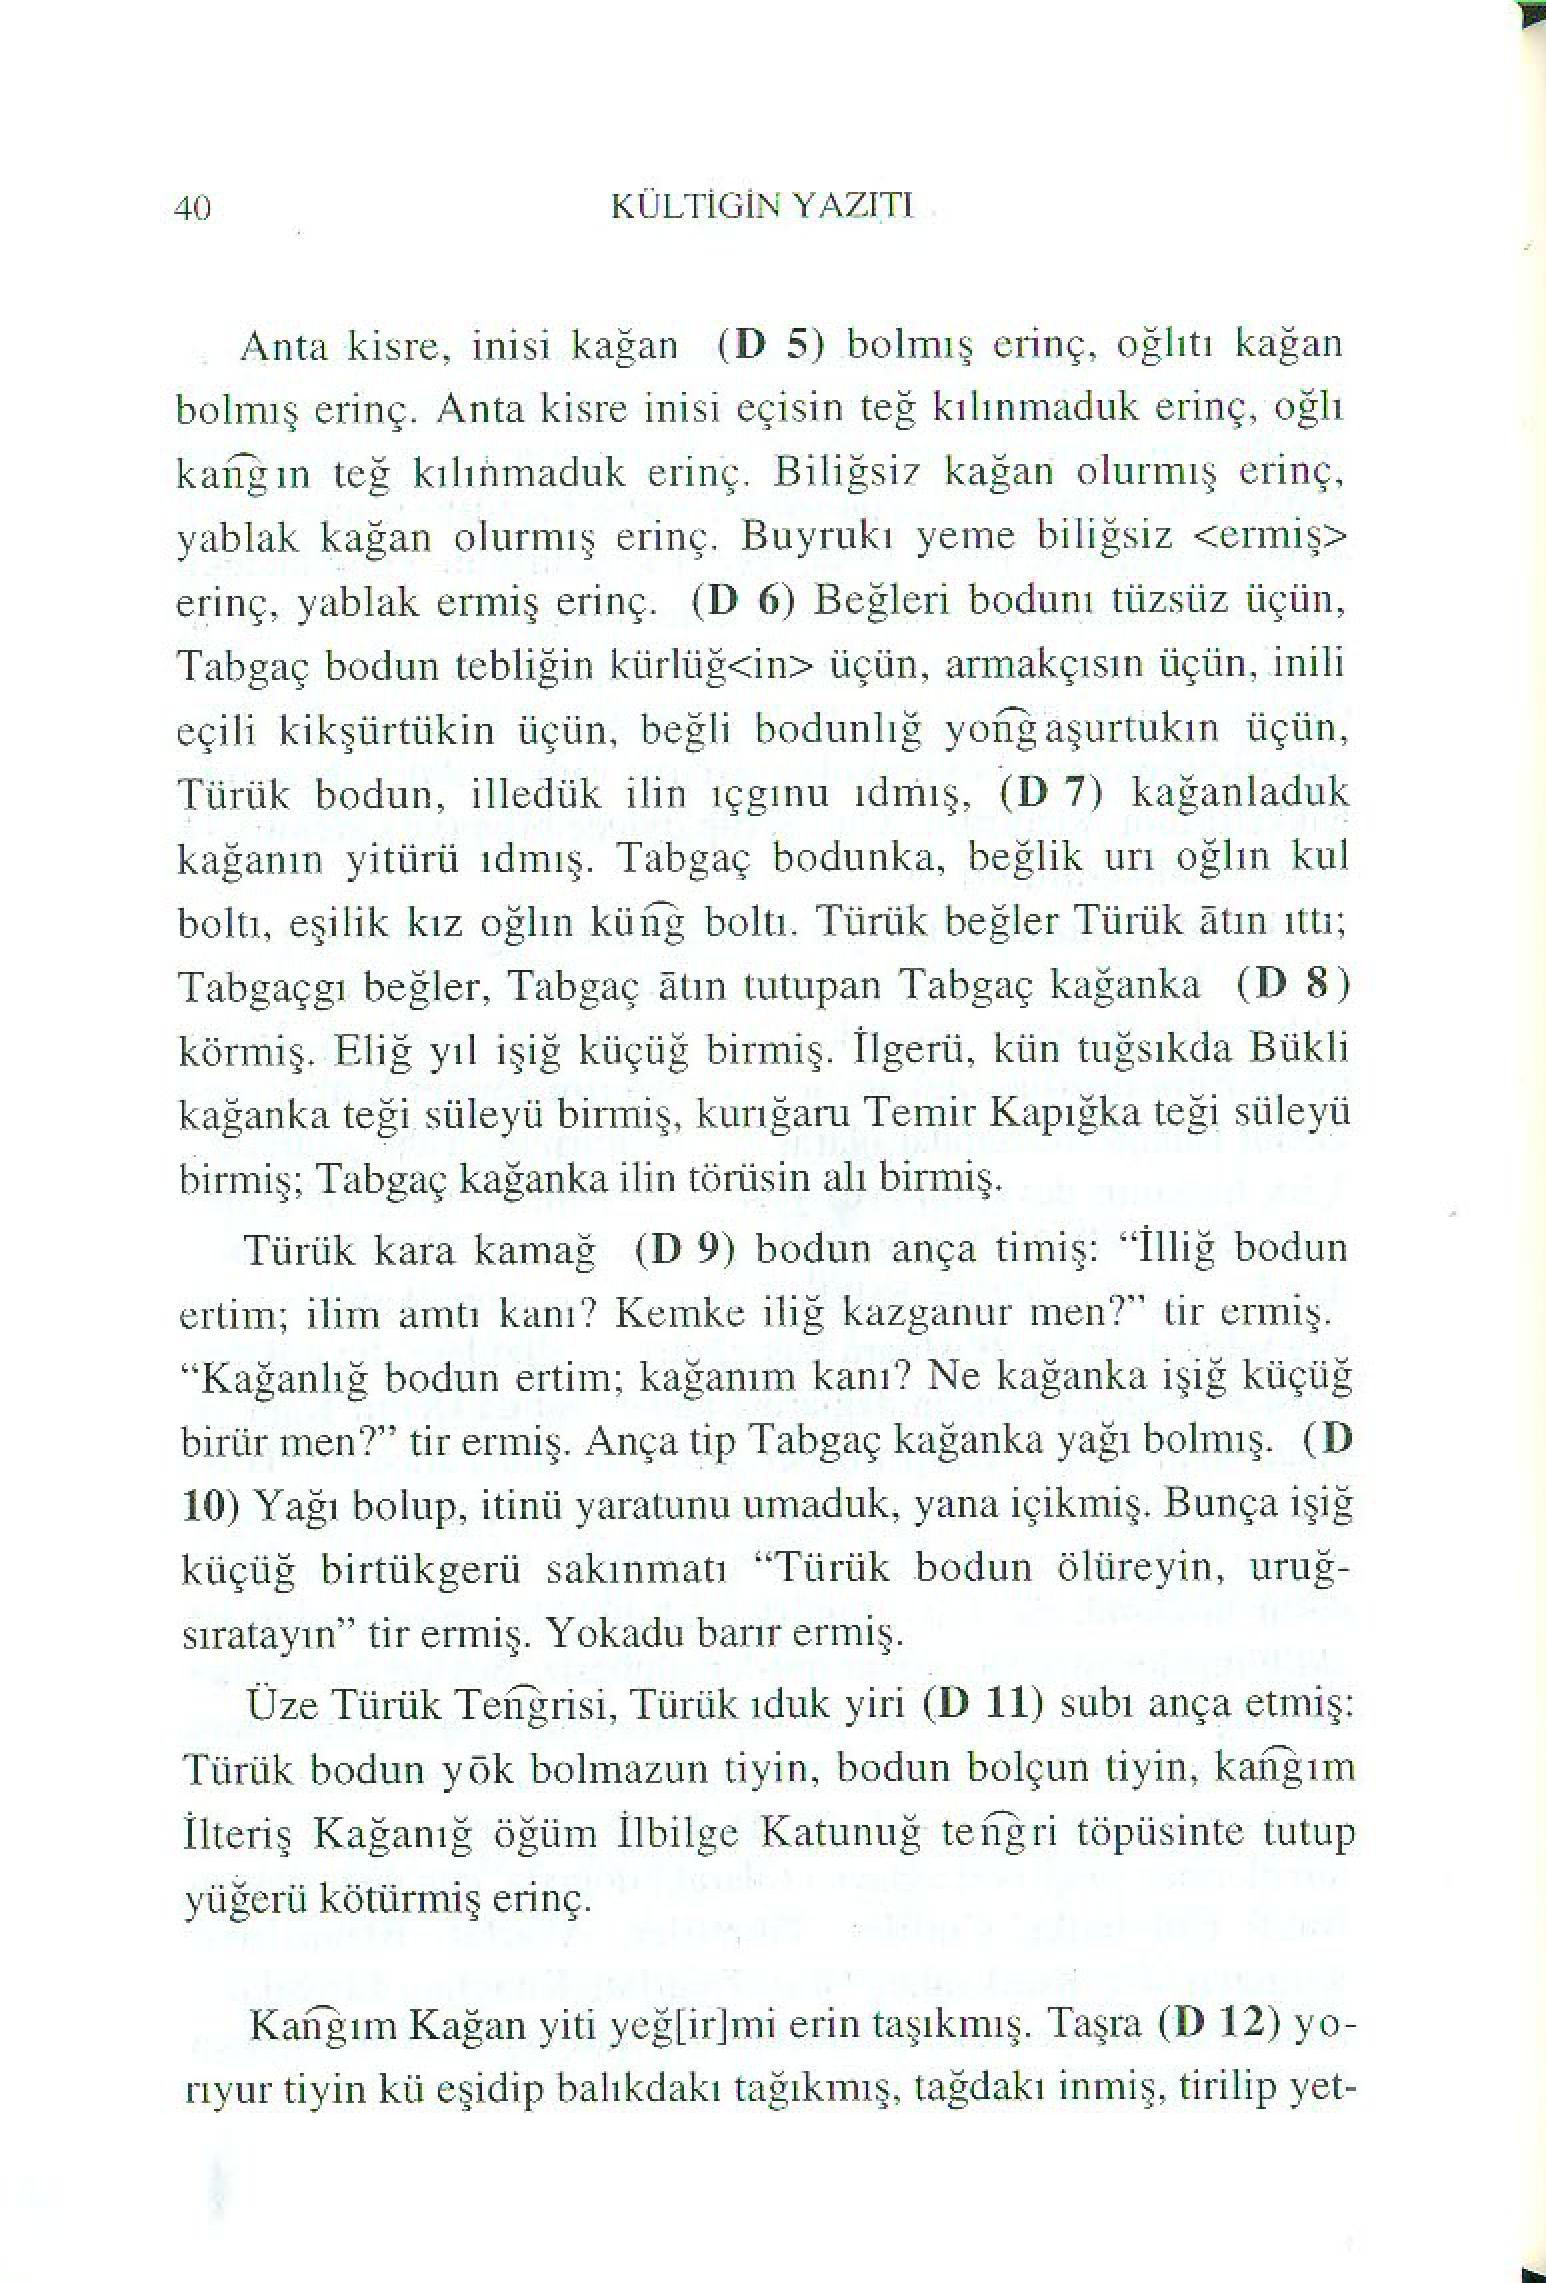 40 KÜLTİGİN YAZITI
Anta kisre, inisi kağan (D 5) bolmış erinç, oğlıtı kağan
bolmış erinç. Anta kisre inisi eçisin teğ kılınmaduk erinç, oğlı
kan͡gın teğ kılınmaduk erinç. Biliğsiz kağan olurmış erinç,
yablak kağan olurmış erinç. Buyrukı yeme biliğsiz <ermiş>
erinç, yablak ermiş erinç. (D 6) Beğleri bodunı tüzsüz üçün,
Tabgaç bodun tebliğin kürlüğ<in> üçün, armakçısın üçün, inili
eçili kikşürtükin üçün, beğli bodunlığ yon͡gaşurtukın üçün,
Türük bodun, illedük ilin ıçgınu ıdmış, (D 7) kağanladuk
kağanın yitürü ıdmış. Tabgaç bodunka, beğlik urı oğlın kul
boltı, eşilik kız oğlın kün͡g boltı. Türük beğler Türük ātın ıttı;
Tabgaçgı beğler, Tabgaç ātın tutupan Tabgaç kağanka (D 8)
körmiş. Eliğ yıl işiğ küçüğ birmiş. İlgerü, kün tuğsıkda Bükli
kağanka teği süleyü birmiş, kurığaru Temir Kapığka teği süleyü
birmiş; Tabgaç kağanka ilin törüsin alı birmiş.
Türük kara kamağ (D 9) bodun ança timiş: “İlliğ bodun
ertim; ilim amtı kanı? Kemke iliğ kazganur men?” tir ermiş.
“Kağanlığ bodun ertim; kağanım kanı? Ne kağanka işiğ küçüğ
birür men?” tir ermiş. Ança tip Tabgaç kağanka yağı bolmış. (D
10) Yağı bolup, itinü yaratunu umaduk, yana içikmiş. Bunça işiğ
küçüğ birtükgerü sakınmatı “Türük bodun ölüreyin, uruğ-
sıratayın” tir ermiş. Yokadu barır ermiş.
Üze Türük Ten͡grisi, Türük ıduk yiri (D 11) subı ança etmiş:
Türük bodun yōk bolmazun tiyin, bodun bolçun tiyin, kan͡gım
İlteriş Kağanığ öğüm İlbilge Katunuğ ten͡gri töpüsinte tutup
yüğerü kötürmiş erinç.
Kan͡gım Kağan yiti yeğ[ir]mi erin taşıkmış. Taşra (D 12) yo-
rıyur tiyin kü eşidip balıkdakı tağıkmış, tağdakı inmiş, tirilip yet-